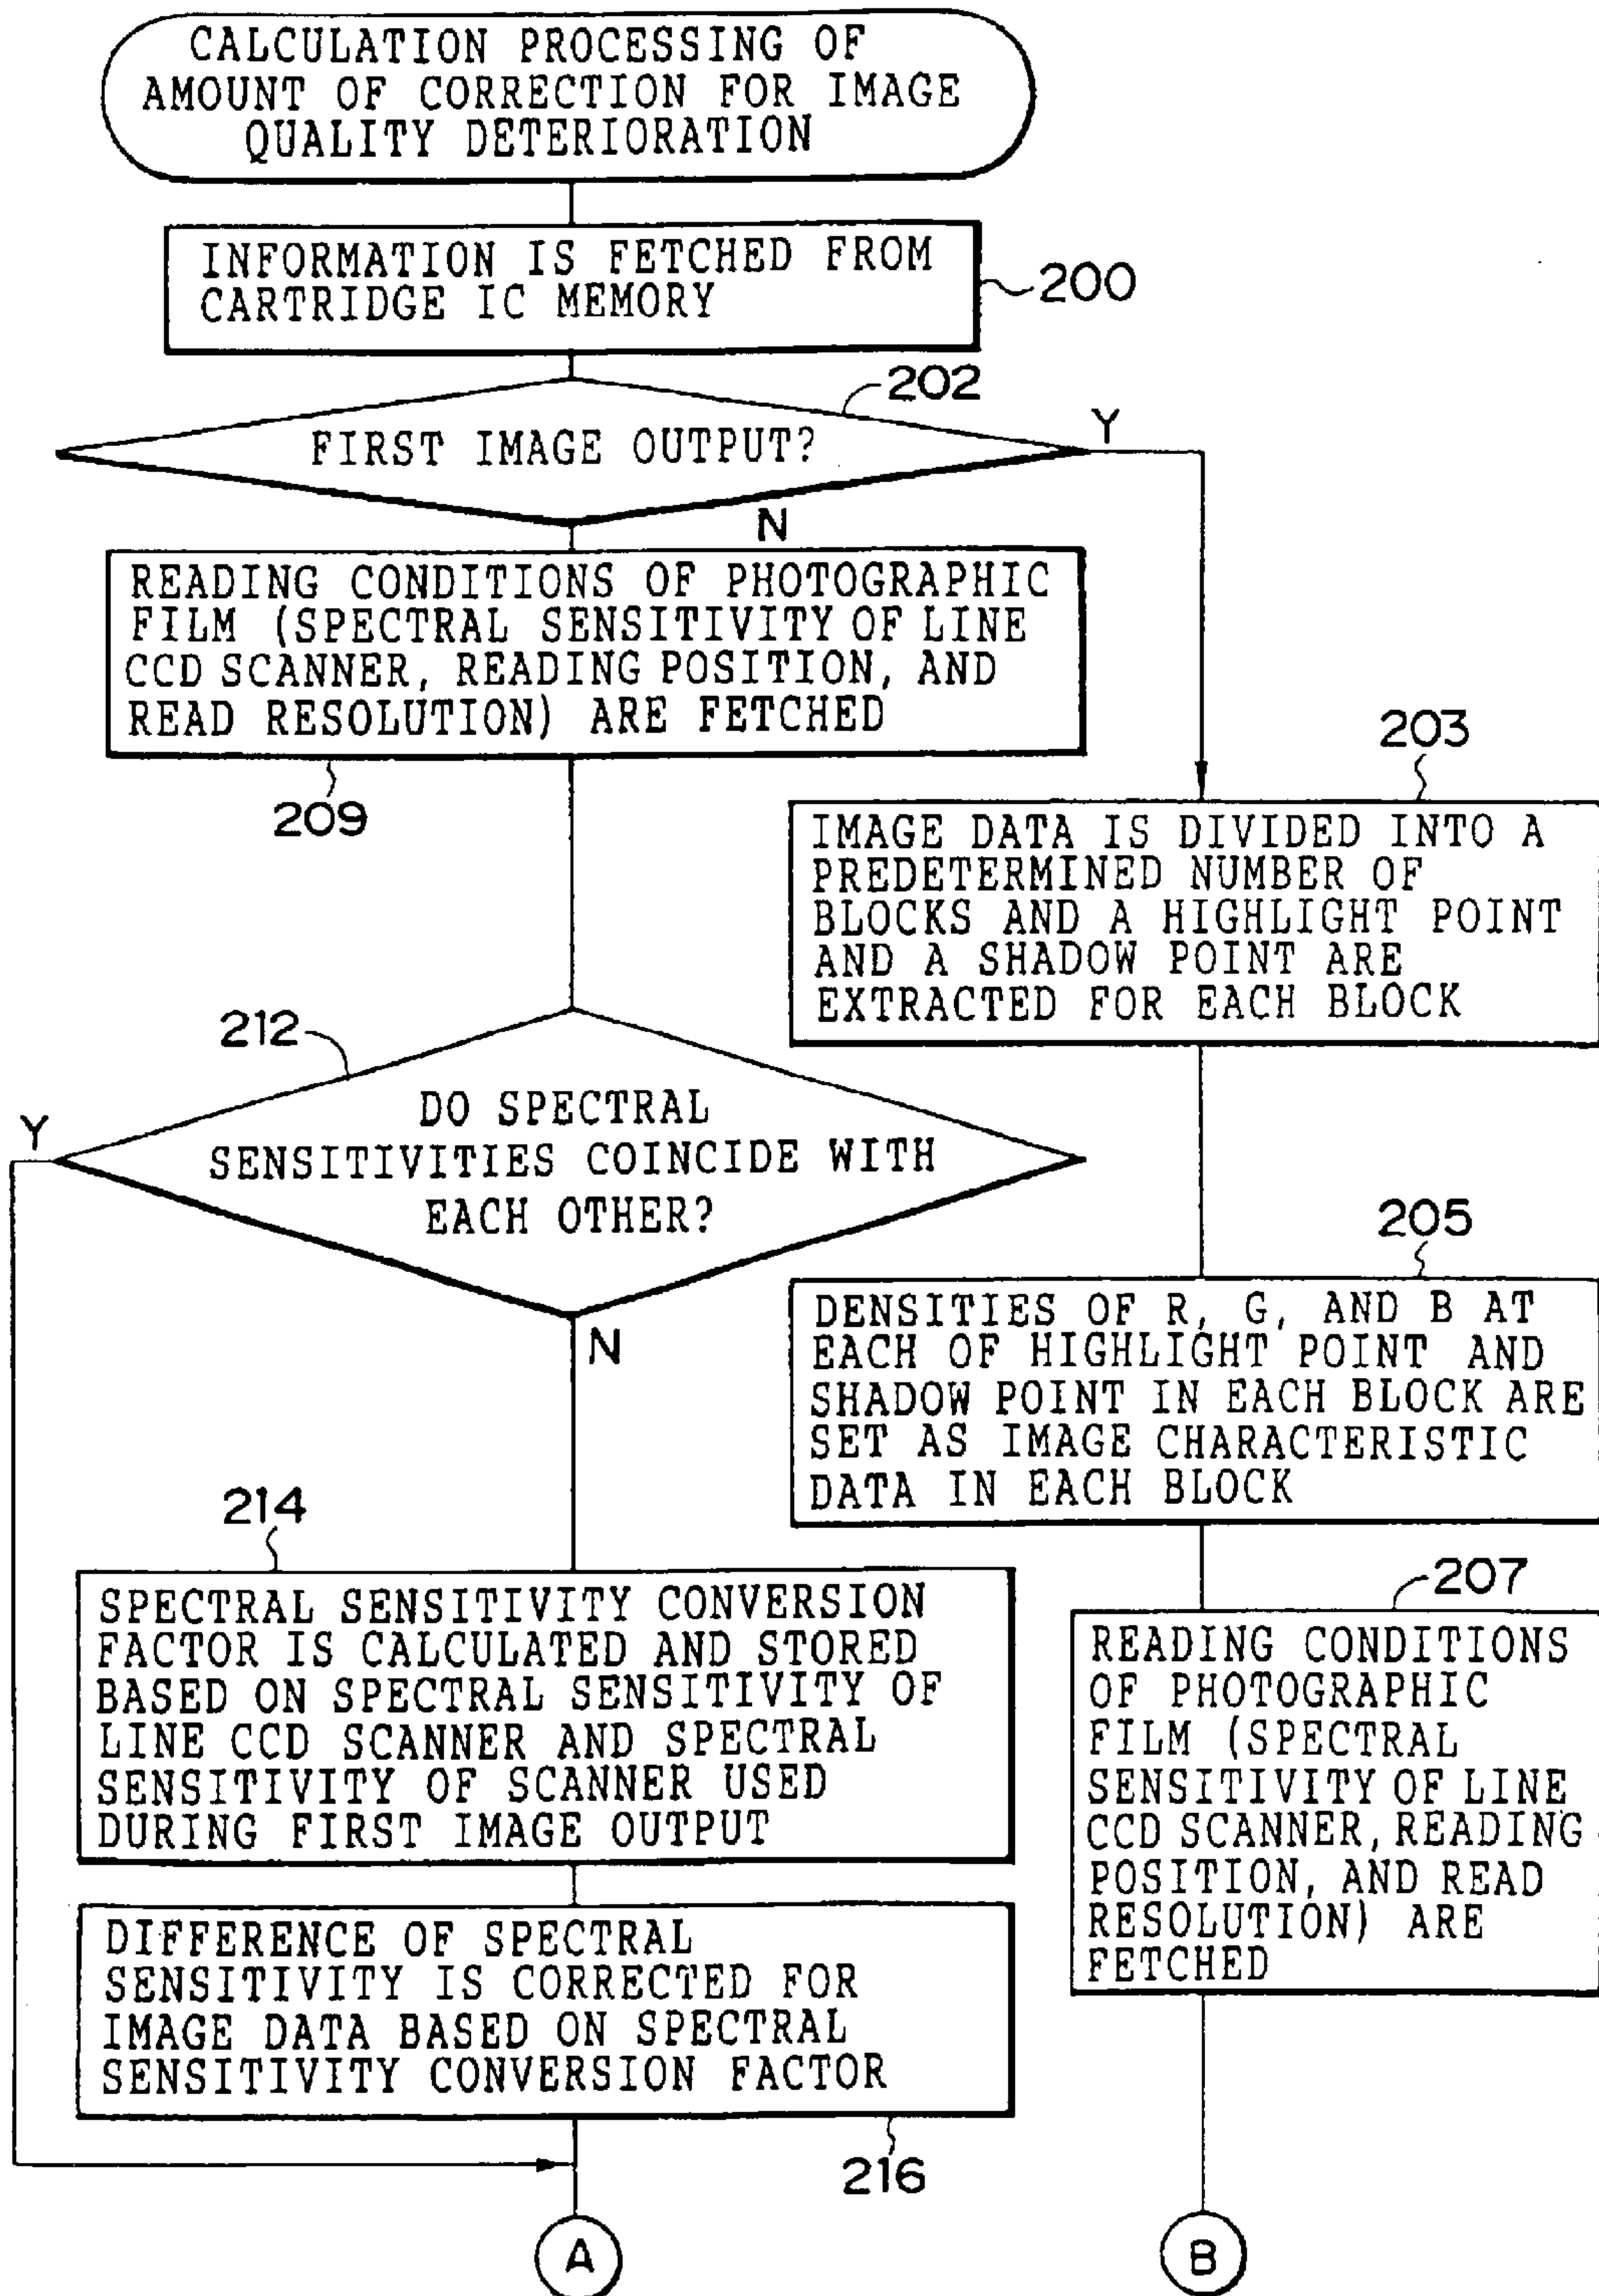 CALCULATION PROCESSING OF
AMOUNT OF CORRECTION FOR IMAGE
QUALITY DETERIORATION
INFORMATION IS FETCHED FROM
CARTRIDGE IC MEMORY
200
202
FIRST IMAGE OUTPUT?
Y
N
READING CONDITIONS OF PHOTOGRAPHIC
FILM (SPECTRAL SENSITIVITY OF LINE
CCD SCANNER, READING POSITION, AND
READ RESOLUTION) ARE FETCHED
209
203
IMAGE DATA IS DIVIDED INTO A
PREDETERMINED NUMBER OF
BLOCKS AND A HIGHLIGHT POINT
AND A SHADOW POINT ARE
EXTRACTED FOR EACH BLOCK
212
DO SPECTRAL
SENSITIVITIES COINCIDE WITH
EACH OTHER?
Y
N
205
DENSITIES OF R, G, AND B AT
EACH OF HIGHLIGHT POINT AND
SHADOW POINT IN EACH BLOCK ARE
SET AS IMAGE CHARACTERISTIC
DATA IN EACH BLOCK
214
SPECTRAL SENSITIVITY CONVERSION
FACTOR IS CALCULATED AND STORED
BASED ON SPECTRAL SENSITIVITY OF
LINE CCD SCANNER AND SPECTRAL
SENSITIVITY OF SCANNER USED
DURING FIRST IMAGE OUTPUT
207
READING CONDITIONS
OF PHOTOGRAPHIC
FILM (SPECTRAL
SENSITIVITY OF LINE
CCD SCANNER, READING
POSITION, AND READ
RESOLUTION) ARE
FETCHED
DIFFERENCE OF SPECTRAL
SENSITIVITY IS CORRECTED FOR
IMAGE DATA BASED ON SPECTRAL
SENSITIVITY CONVERSION FACTOR
216
A
B